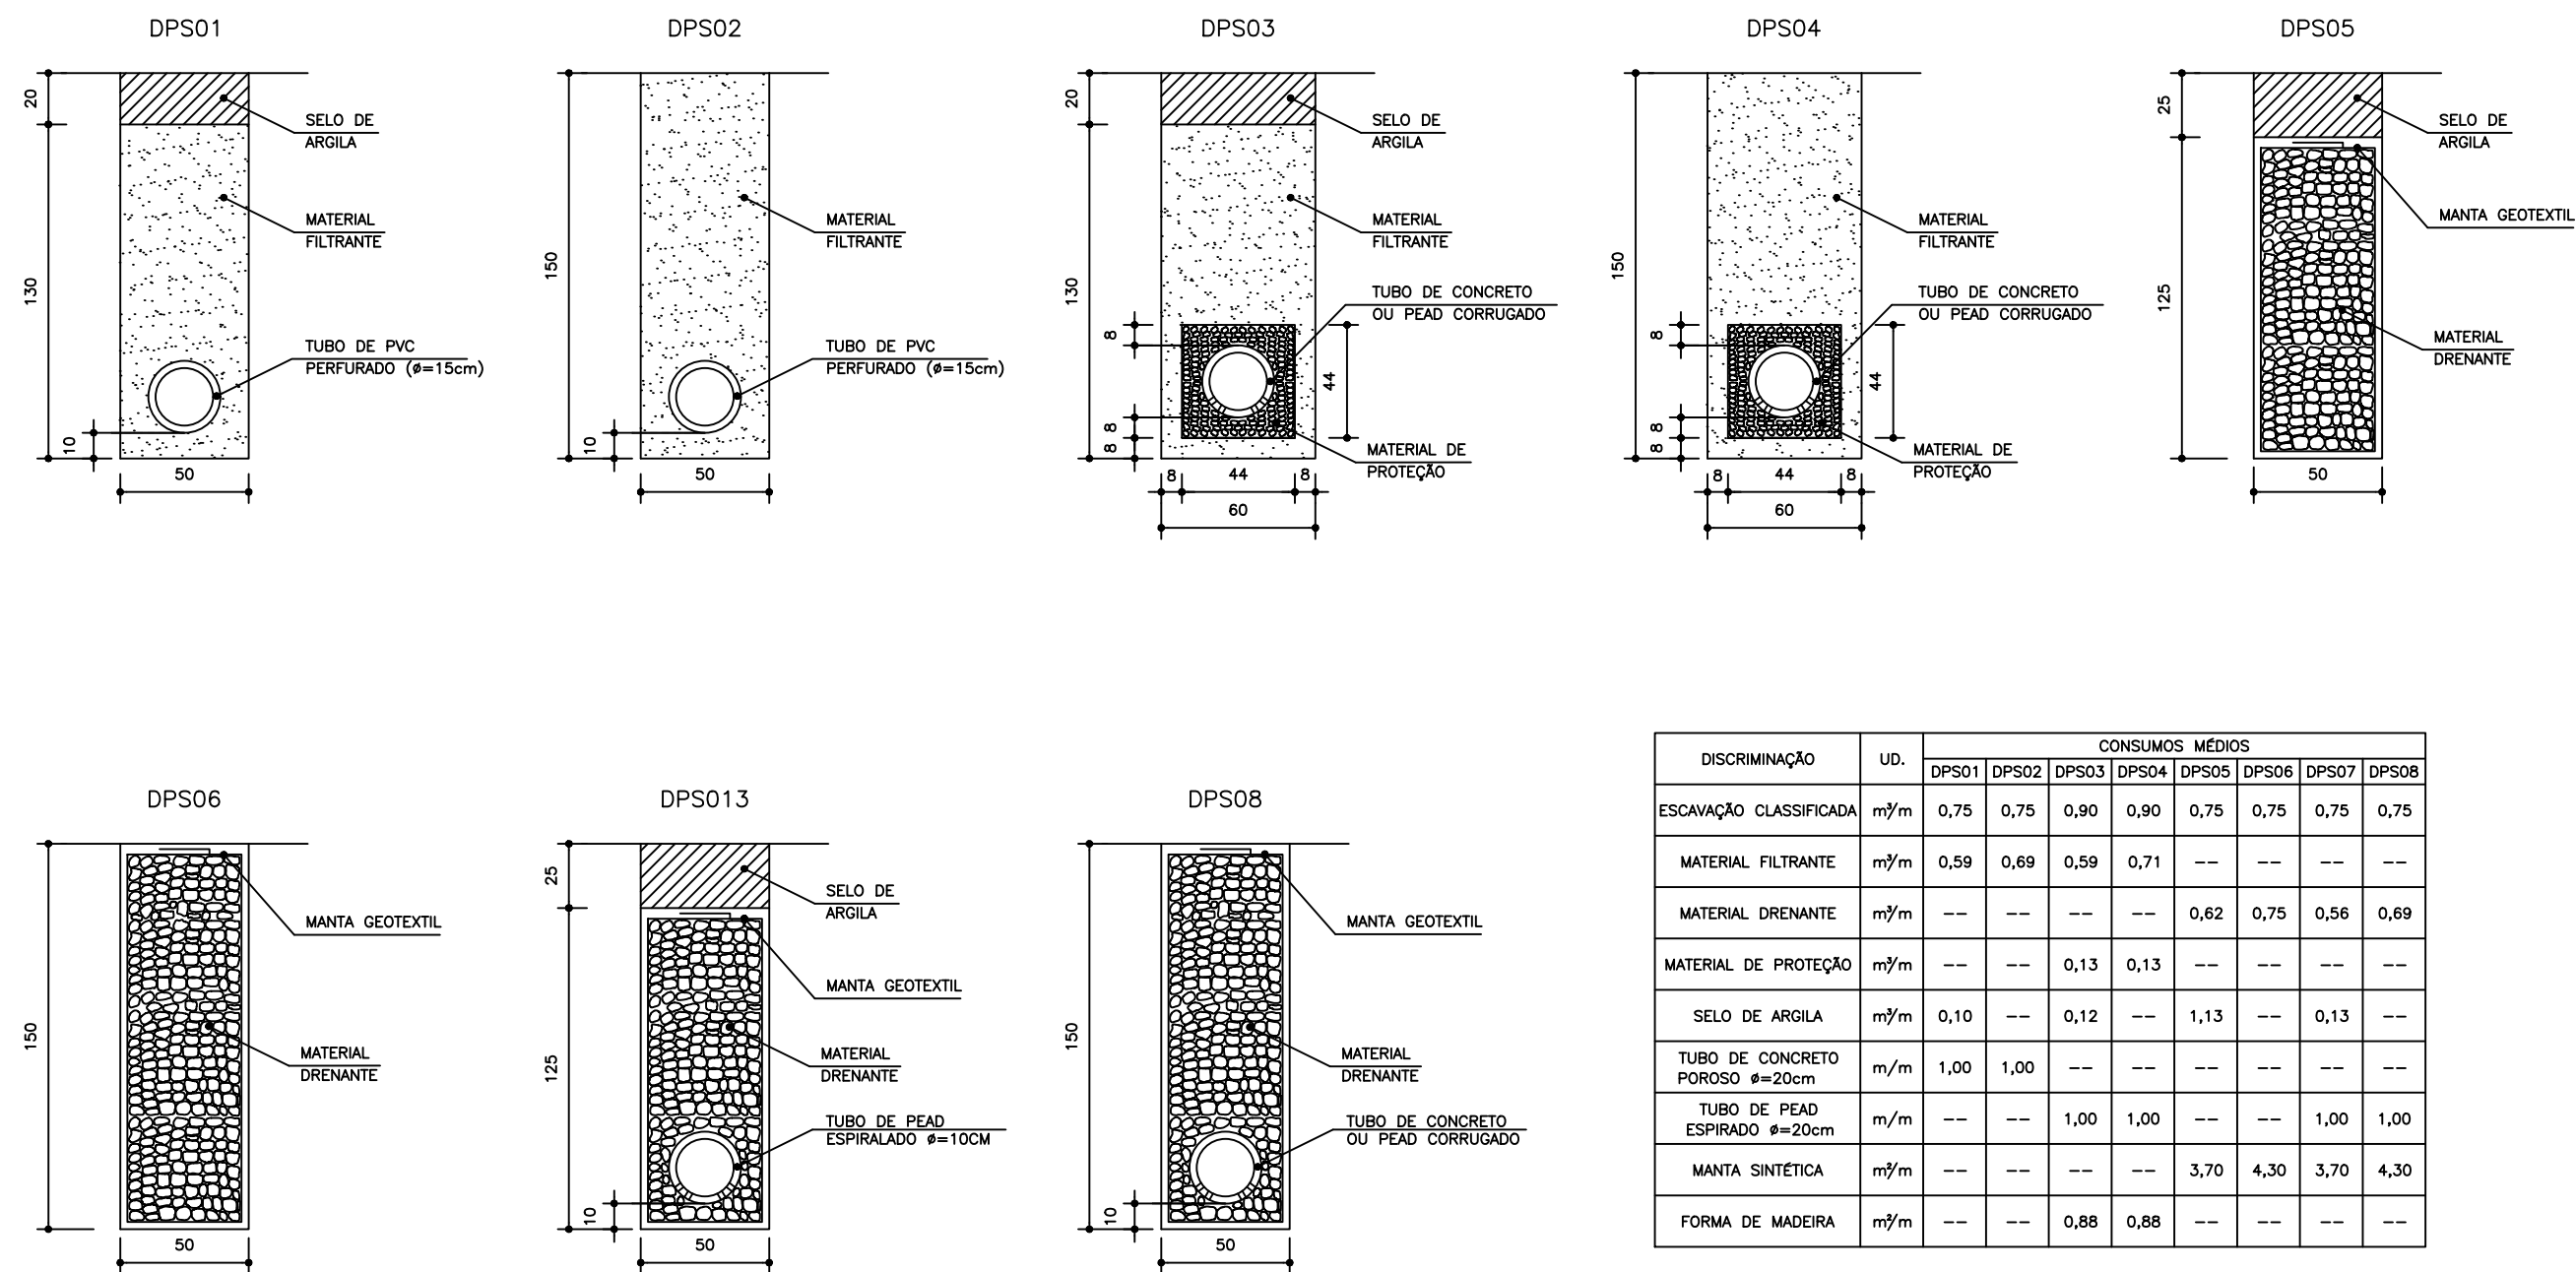 DPS01
20
130
10
50
SELO DE
ARGILA
MATERIAL
FILTRANTE
TUBO DE PVC
PERFURADO (ø=15cm)
DPS02
150
10
50
MATERIAL
FILTRANTE
TUBO DE PVC
PERFURADO (ø=15cm)
DPS03
20
130
8
8
8
44
8 44 8
60
SELO DE
ARGILA
MATERIAL
FILTRANTE
TUBO DE CONCRETO
OU PEAD CORRUGADO
MATERIAL DE
PROTEÇÃO
DPS04
150
8
8
8
44
8 44 8
60
MATERIAL
FILTRANTE
TUBO DE CONCRETO
OU PEAD CORRUGADO
MATERIAL DE
PROTEÇÃO
DPS05
25
125
50
SELO DE
ARGILA
MANTA GEOTEXTIL
MATERIAL
DRENANTE
DPS06
150
50
MANTA GEOTEXTIL
MATERIAL
DRENANTE
DPS013
25
125
10
50
SELO DE
ARGILA
MANTA GEOTEXTIL
MATERIAL
DRENANTE
TUBO DE PEAD
ESPIRALADO ø=10CM
DPS08
150
10
50
MANTA GEOTEXTIL
MATERIAL
DRENANTE
TUBO DE CONCRETO
OU PEAD CORRUGADO
DISCRIMINAÇÃO UD. CONSUMOS MÉDIOS
DPS01 DPS02 DPS03 DPS04 DPS05 DPS06 DPS07 DPS08
ESCAVAÇÃO CLASSIFICADA m³/m 0,75 0,75 0,90 0,90 0,75 0,75 0,75 0,75
MATERIAL FILTRANTE m³/m 0,59 0,69 0,59 0,71 -- -- -- --
MATERIAL DRENANTE m³/m -- -- -- -- 0,62 0,75 0,56 0,69
MATERIAL DE PROTEÇÃO m³/m -- -- 0,13 0,13 -- -- -- --
SELO DE ARGILA m³/m 0,10 -- 0,12 -- 1,13 -- 0,13 --
TUBO DE CONCRETO
POROSO ø=20cm m/m 1,00 1,00 -- -- -- -- -- --
TUBO DE PEAD
ESPIRADO ø=20cm m/m -- -- 1,00 1,00 -- -- 1,00 1,00
MANTA SINTÉTICA m²/m -- -- -- -- 3,70 4,30 3,70 4,30
FORMA DE MADEIRA m²/m -- -- 0,88 0,88 -- -- -- --